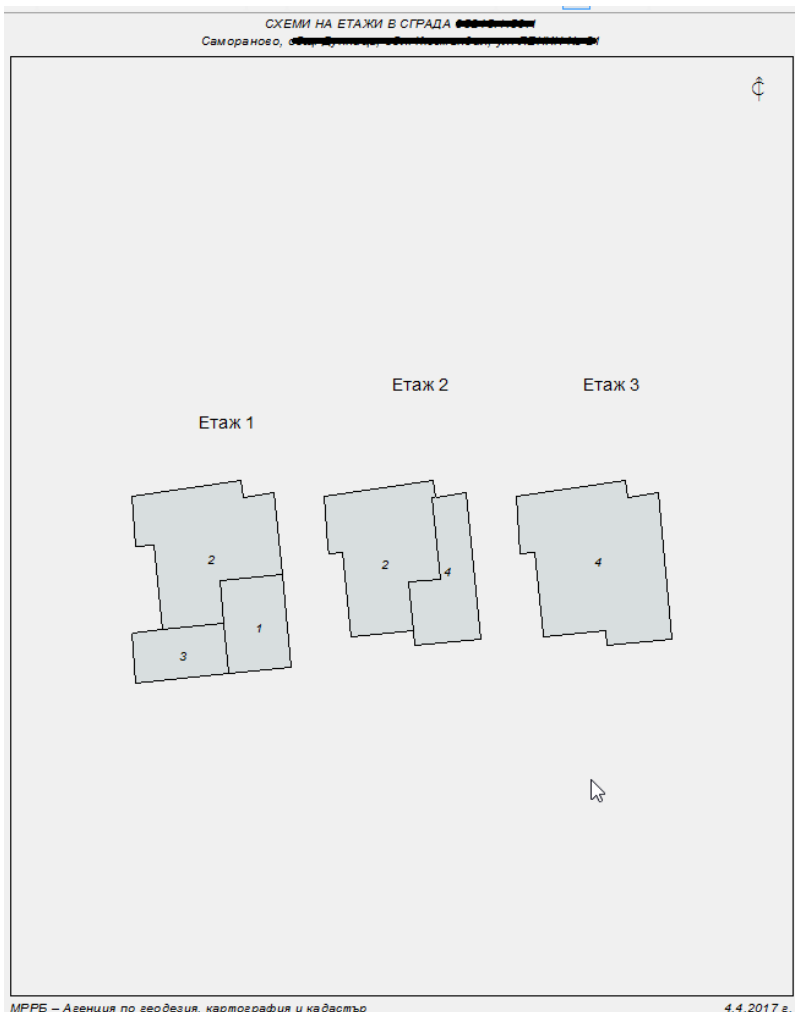 СХЕМИ НА ЕТАЖИ В СГРАДА
Самораново,
Етаж 2
Етаж 3
Етаж 1
2
2
4
4
1
3
МРРБ – Агенция по геодезия, картография и кадастър
4.4.2017 г.